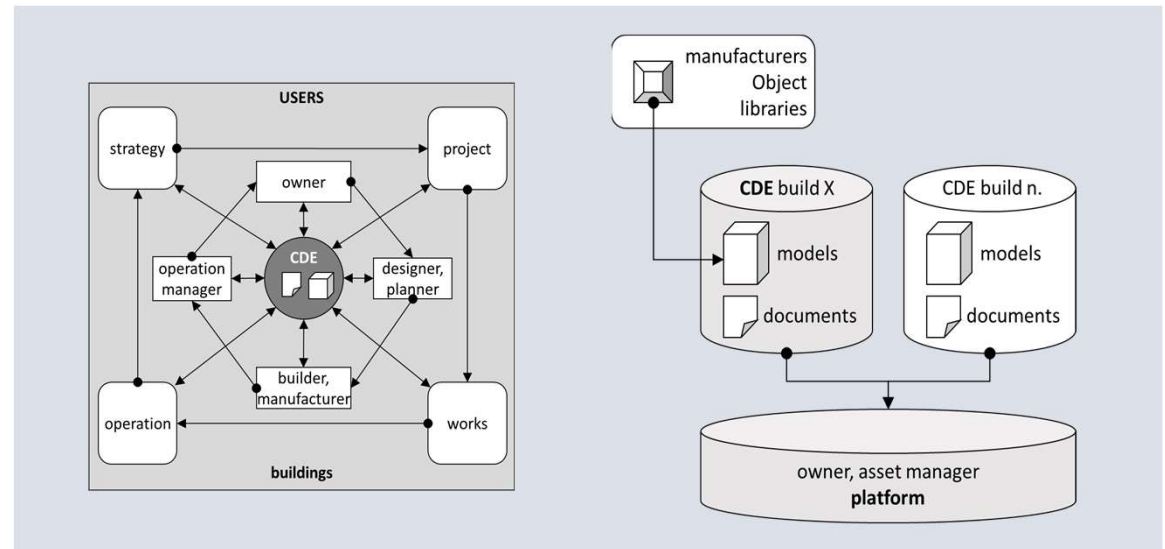 USERS
strategy
project
owner
CDE
operation
manager
designer,
planner
builder,
manufacturer
operation
works
buildings
manufacturers
Object
libraries
CDE build X
models
documents
CDE build n.
models
documents
owner, asset manager
platform